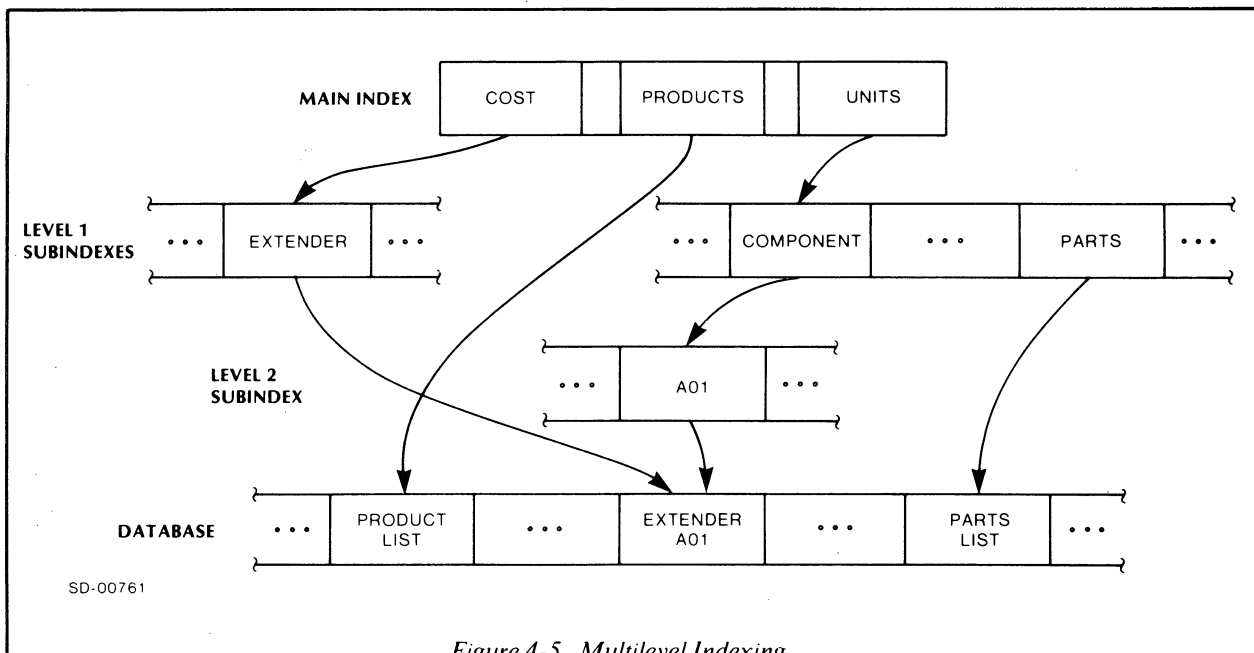 MAIN INDEX
COST
PRODUCTS
UNITS
LEVEL 1
SUBINDEXES
• • •
EXTENDER
• • •
• • •
COMPONENT
• • •
PARTS
• • •
LEVEL 2
SUBINDEX
• • •
A01
• • •
DATABASE
• • •
PRODUCT
LIST
• • •
EXTENDER
A01
• • •
PARTS
LIST
• • •
SD-00761
Figure 4-5. Multilevel Indexing